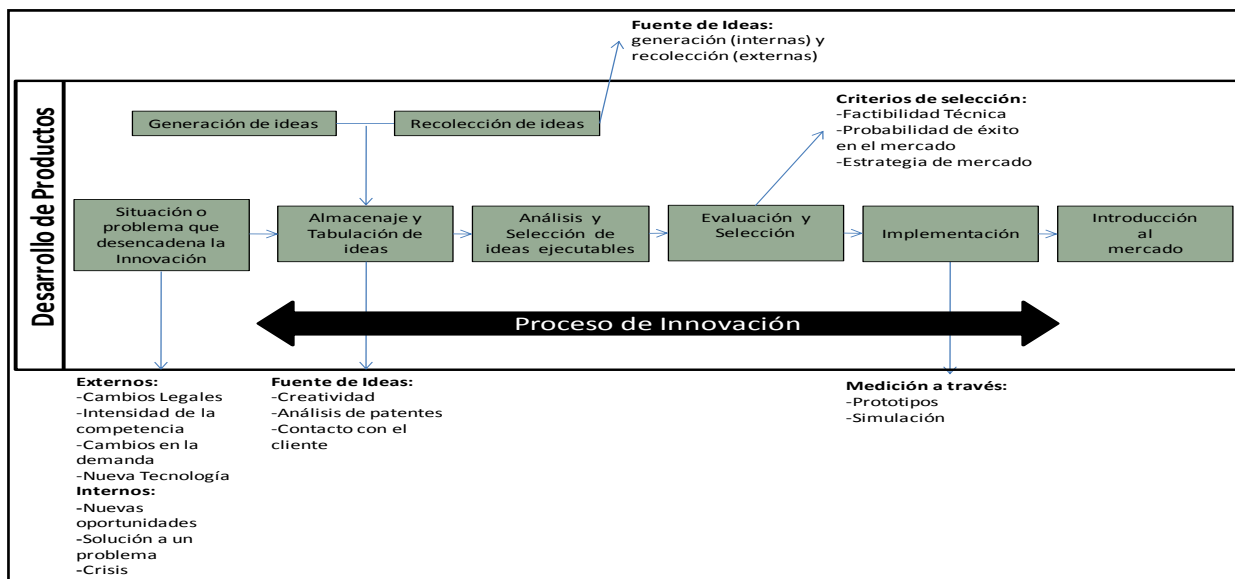 Fuente de Ideas:
generación (internas) y
recolección (externas)
Desarrollo de Productos
Generación de ideas
Recolección de ideas
Criterios de selección:
-Factibilidad Técnica
-Probabilidad de éxito
en el mercado
-Estrategia de mercado
Situación o
problema que
desencadena la
Innovación
Almacenaje y
Tabulación de
ideas
Análisis y
Selección de
ideas ejecutables
Evaluación y
Selección
Implementación
Introducción
al
mercado
Proceso de Innovación
Externos:
-Cambios Legales
-Intensidad de la
competencia
-Cambios en la
demanda
-Nueva Tecnología
Internos:
-Nuevas
oportunidades
-Solución a un
problema
-Crisis
Fuente de Ideas:
-Creatividad
-Análisis de patentes
-Contacto con el
cliente
Medición a través:
-Prototipos
-Simulación